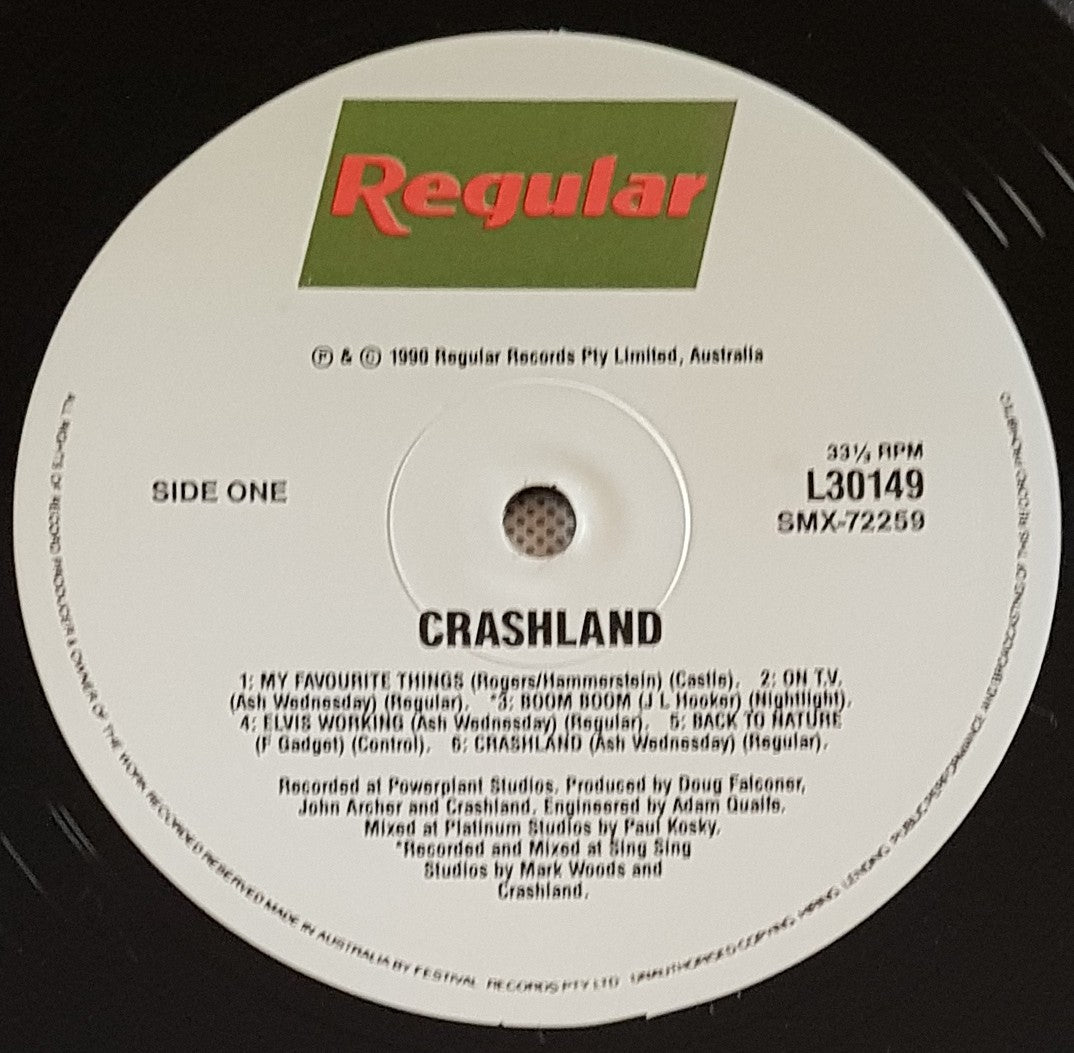 Regular
Ⓟ & © 1990 Regular Records Pty Limited, Australia
SIDE ONE
33⅓ RPM
L30149
SMX-72259
CRASHLAND
1: MY FAVOURITE THINGS (Rogers/Hammerstein) (Castle). 2: ON T.V.
(Ash Wednesday) (Regular). *3: BOOM BOOM (J L Hooker) (Nightlight).
4: ELVIS WORKING (Ash Wednesday) (Regular). 5: BACK TO NATURE
(F Gadget) (Control). 6: CRASHLAND (Ash Wednesday) (Regular).
Recorded at Powerplant Studios. Produced by Doug Falconer,
John Archer and Crashland. Engineered by Adam Quaife.
Mixed at Platinum Studios by Paul Kosky.
*Recorded and Mixed at Sing Sing
Studios by Mark Woods and
Crashland.
ALL RIGHTS OF RECORD PRODUCER & OWNER OF THE WORK RECORDED RESERVED MADE IN AUSTRALIA BY FESTIVAL RECORDS PTY LTD UNAUTHORISED COPYING HIRING LENDING PUBLIC PERFORMANCE AND BROADCASTING OF THIS RECORD PROHIBITED